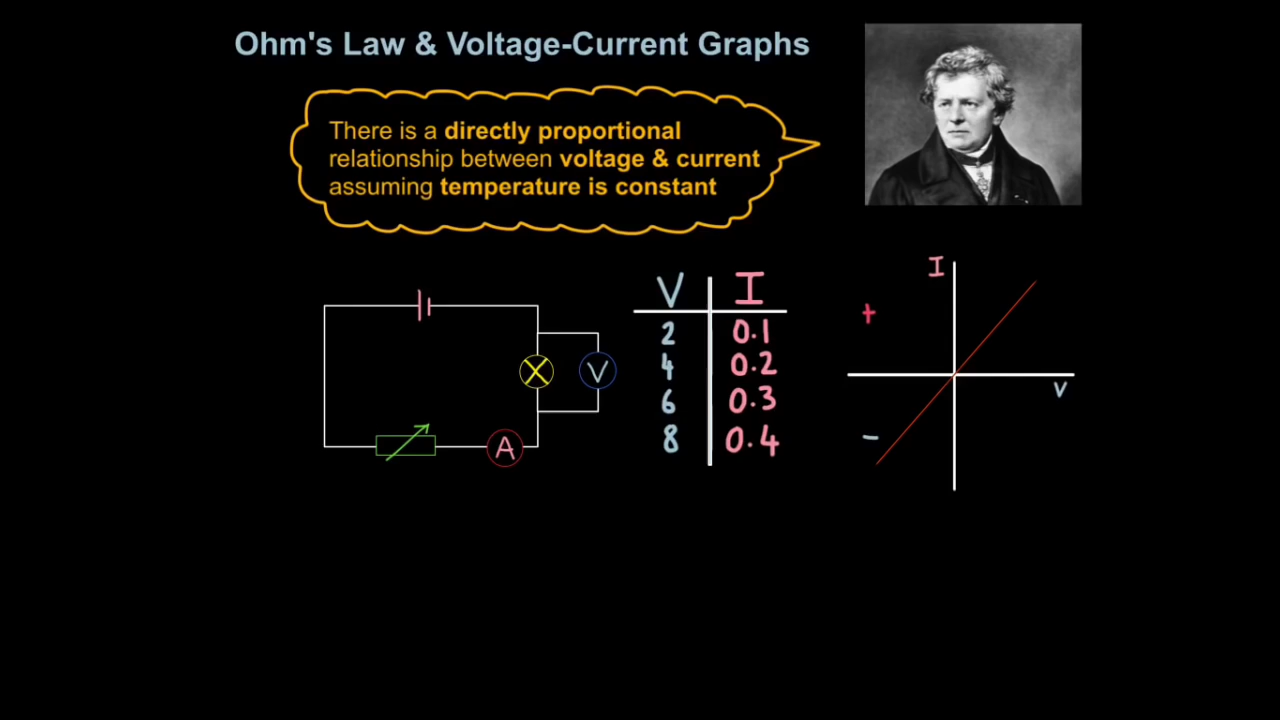 Ohm's Law & Voltage-Current Graphs
There is a directly proportional
relationship between voltage & current
assuming temperature is constant
V
A
V I
2 0.1
4 0.2
6 0.3
8 0.4
I
+
V
-